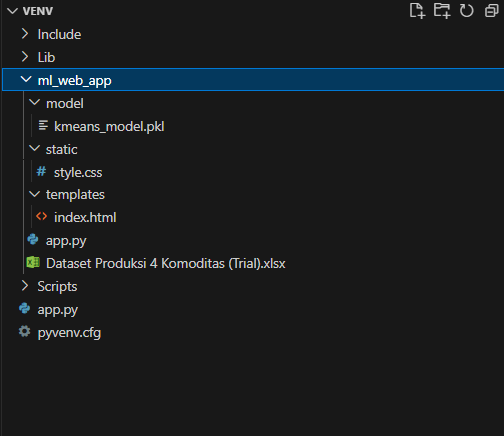 VENV
Include
Lib
ml_web_app
model
kmeans_model.pkl
static
# style.css
templates
<> index.html
app.py
Dataset Produksi 4 Komoditas (Trial).xlsx
Scripts
app.py
pyvenv.cfg